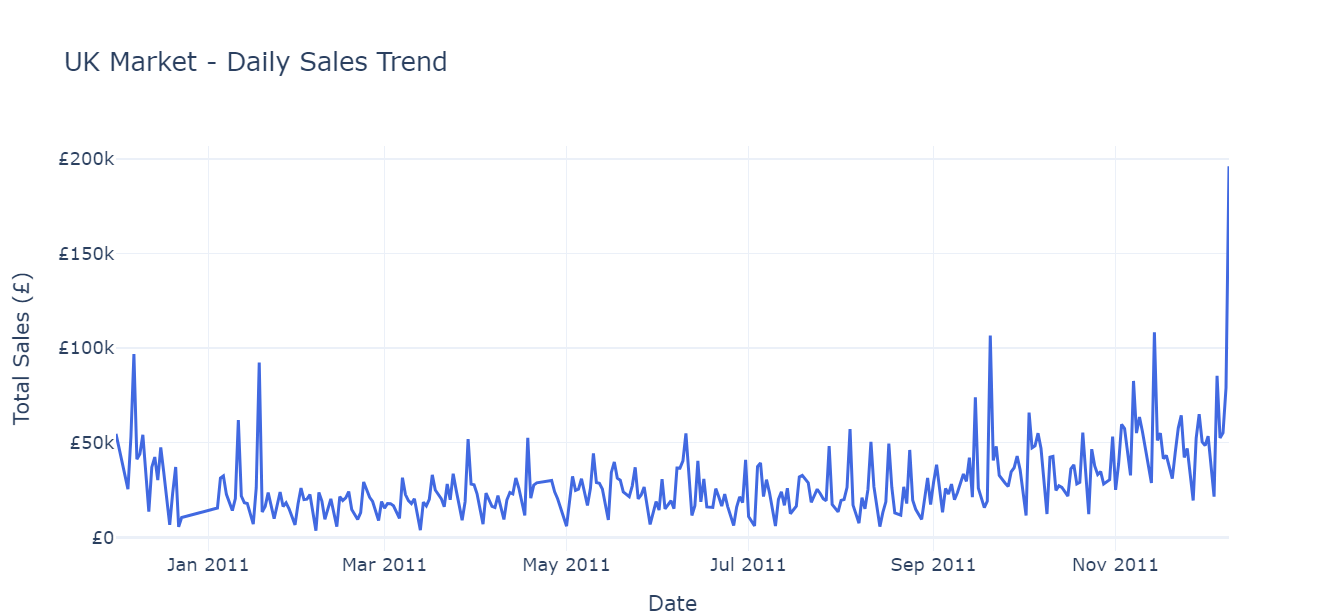 UK Market - Daily Sales Trend
£200k
£150k
£100k
£50k
£0
Total Sales (£)
Jan 2011 Mar 2011 May 2011 Jul 2011 Sep 2011 Nov 2011
Date